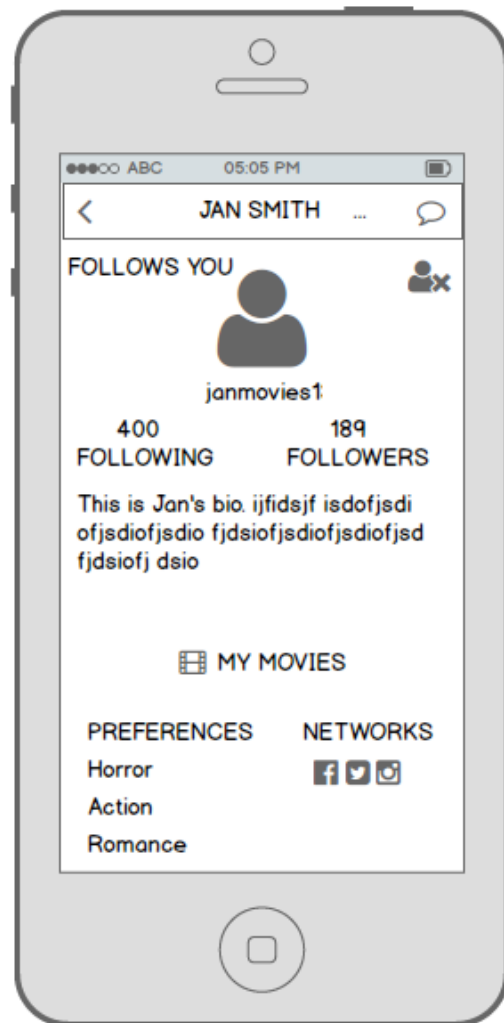 ABC 05:05 PM
JAN SMITH ...
FOLLOWS YOU
janmovies1
400 189
FOLLOWING FOLLOWERS
This is Jan's bio. ijfidsjf isdofjsdi
ofjsdiofjsdio fjdsiofjsdiofjsdiofjsd
fjdsiofj dsio
MY MOVIES
PREFERENCES NETWORKS
Horror
Action
Romance